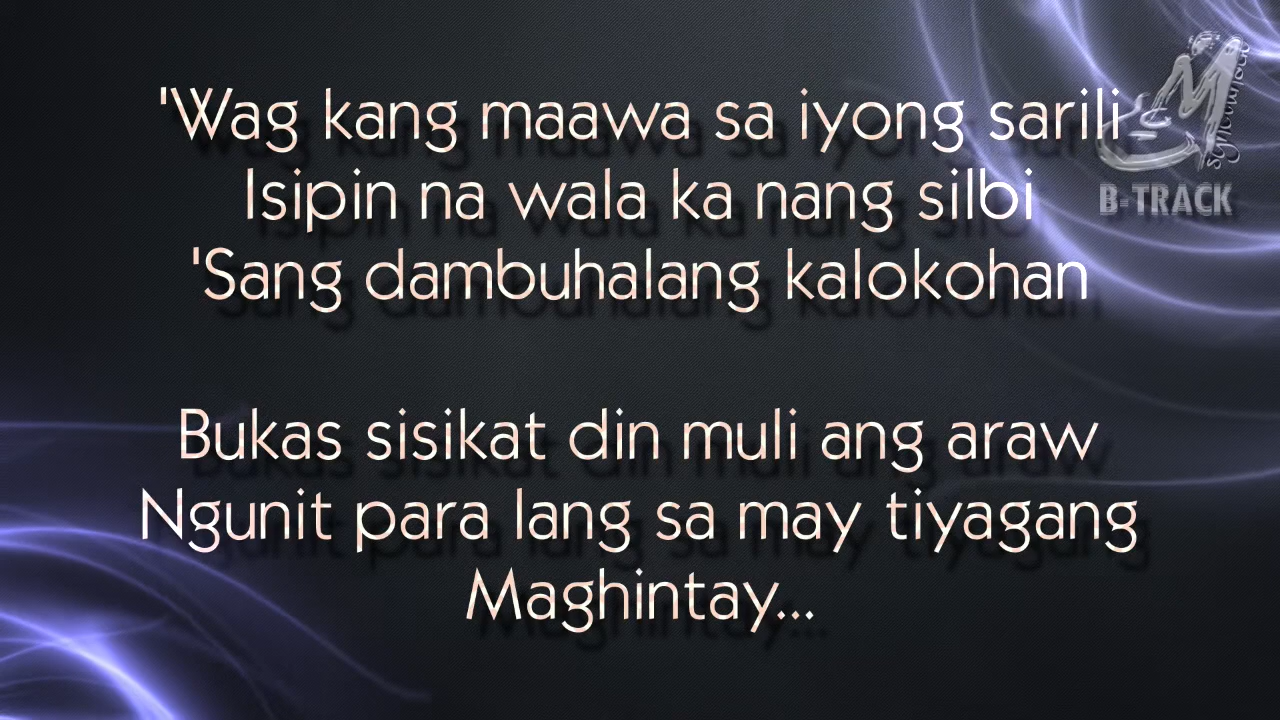 'Wag kang maawa sa iyong sarili
Isipin na wala ka nang silbi
'Sang dambuhalang kalokohan
Bukas sisikat din muli ang araw
Ngunit para lang sa may tiyagang
Maghintay...
B-TRACK